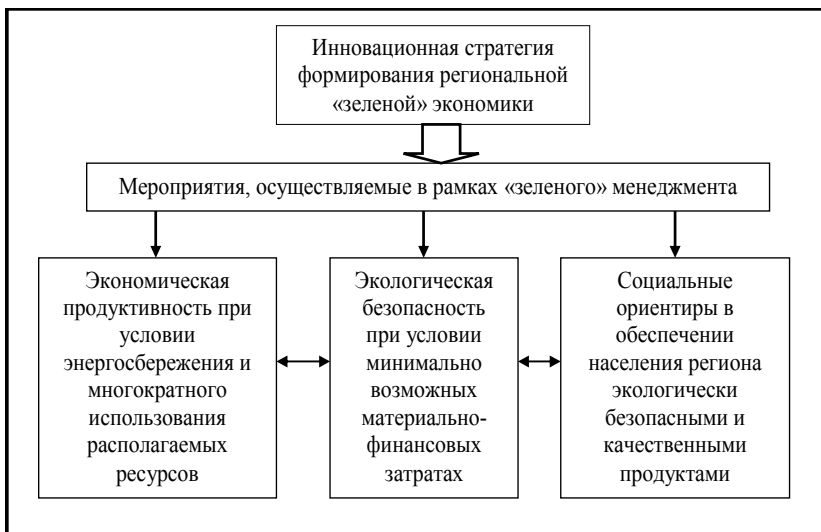 Инновационная стратегия
формирования региональной
«зеленой» экономики
Мероприятия, осуществляемые в рамках «зеленого» менеджмента
Экономическая
продуктивность при
условии
энергосбережения и
многократного
использования
располагаемых
ресурсов
Экологическая
безопасность
при условии
минимально
возможных
материально-
финансовых
затратах
Социальные
ориентиры в
обеспечении
населения региона
экологически
безопасными и
качественными
продуктами